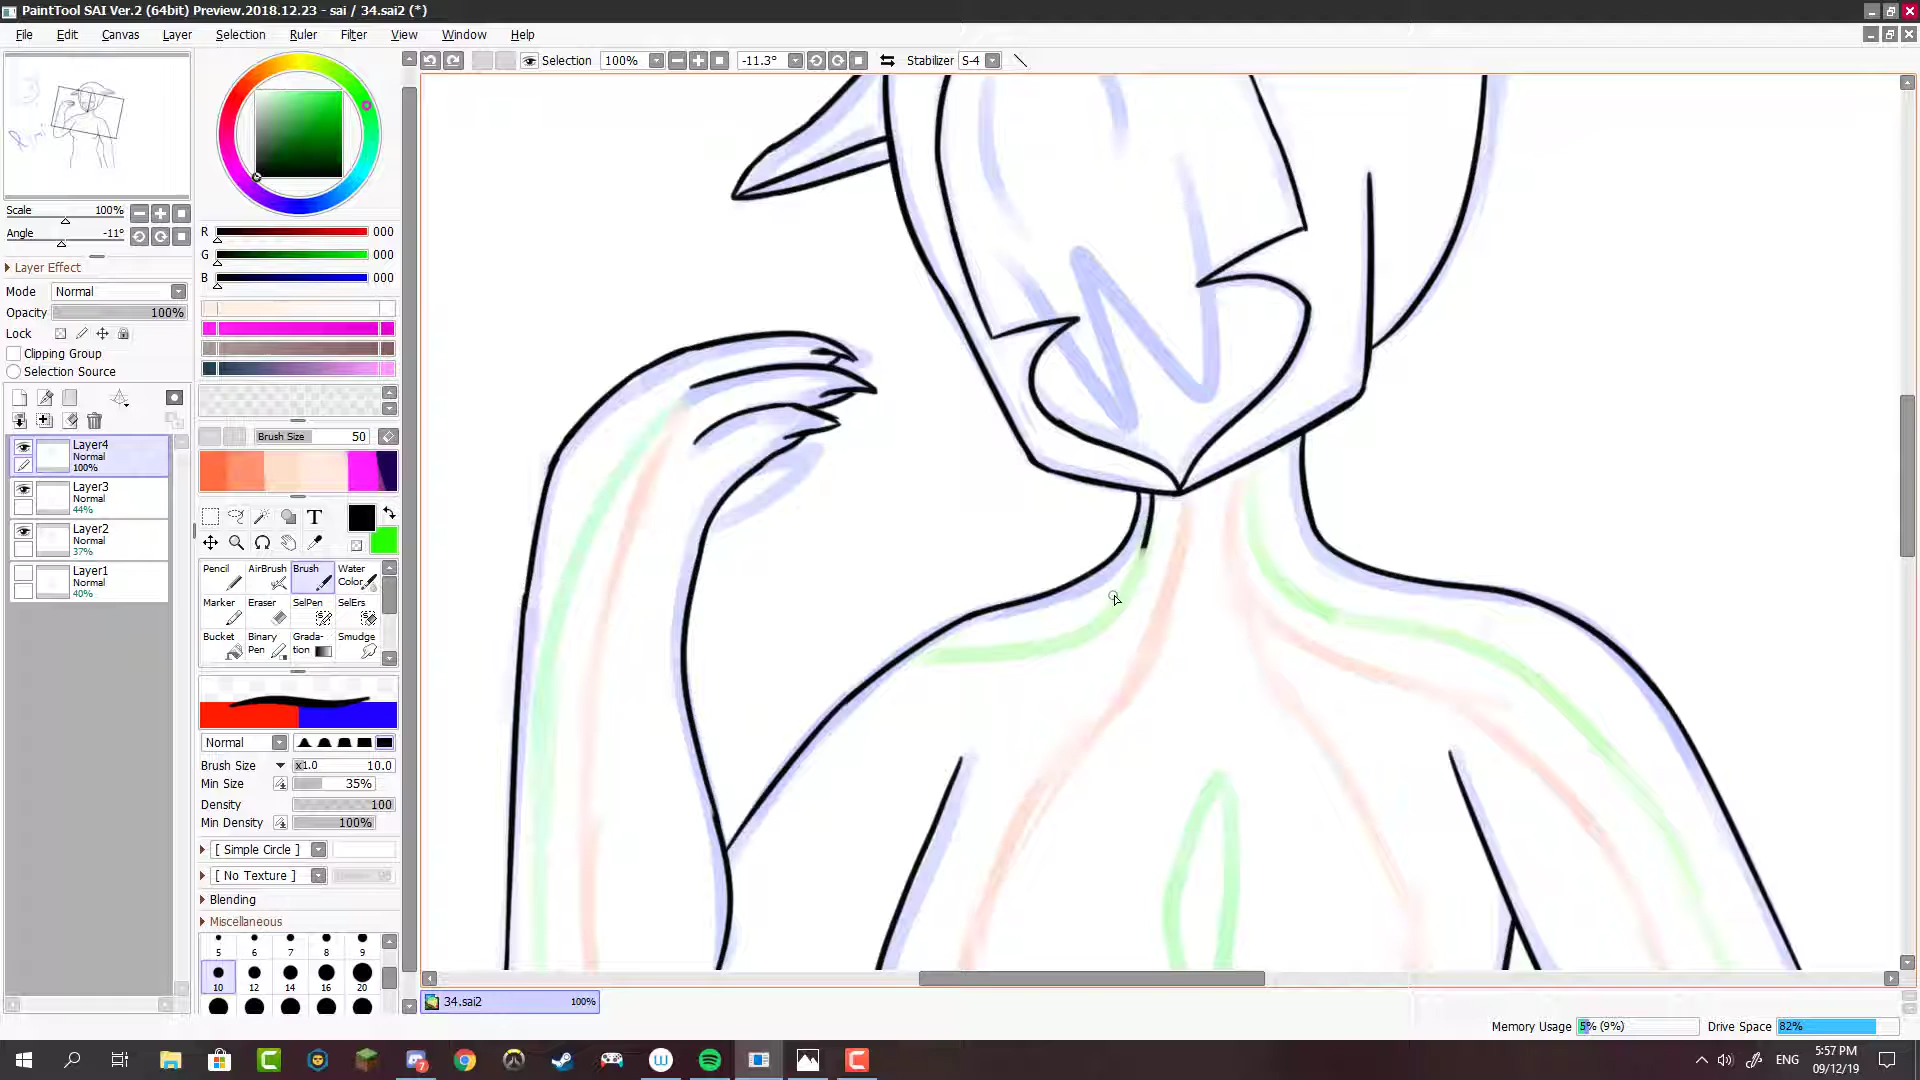 PaintTool SAI Ver.2 (64bit) Preview.2018.12.23 - sai / 34.sai2 (*)
File Edit Canvas Layer Selection Ruler Filter View Window Help
Selection 100% -11.3° Stabilizer S-4
Scale 100%
Angle -11°
Layer Effect
Mode Normal
Opacity 100%
Lock
Clipping Group
Selection Source
Layer4
Normal
100%
Layer3
Normal
44%
Layer2
Normal
37%
Layer1
Normal
40%
R 000
G 000
B 000
Brush Size 50
T
Pencil AirBrush Brush Water Color
Marker Eraser SelPen SelErs
Bucket Binary Pen Grada-tion Smudge
Normal
Brush Size x1.0 10.0
Min Size 35%
Density 100
Min Density 100%
[ Simple Circle ]
[ No Texture ]
Blending
Miscellaneous
5 6 7 8 9
10 12 14 16 20
34.sai2 100%
Memory Usage 5% (9%) Drive Space 82%
7
ENG
5:57 PM
09/12/19